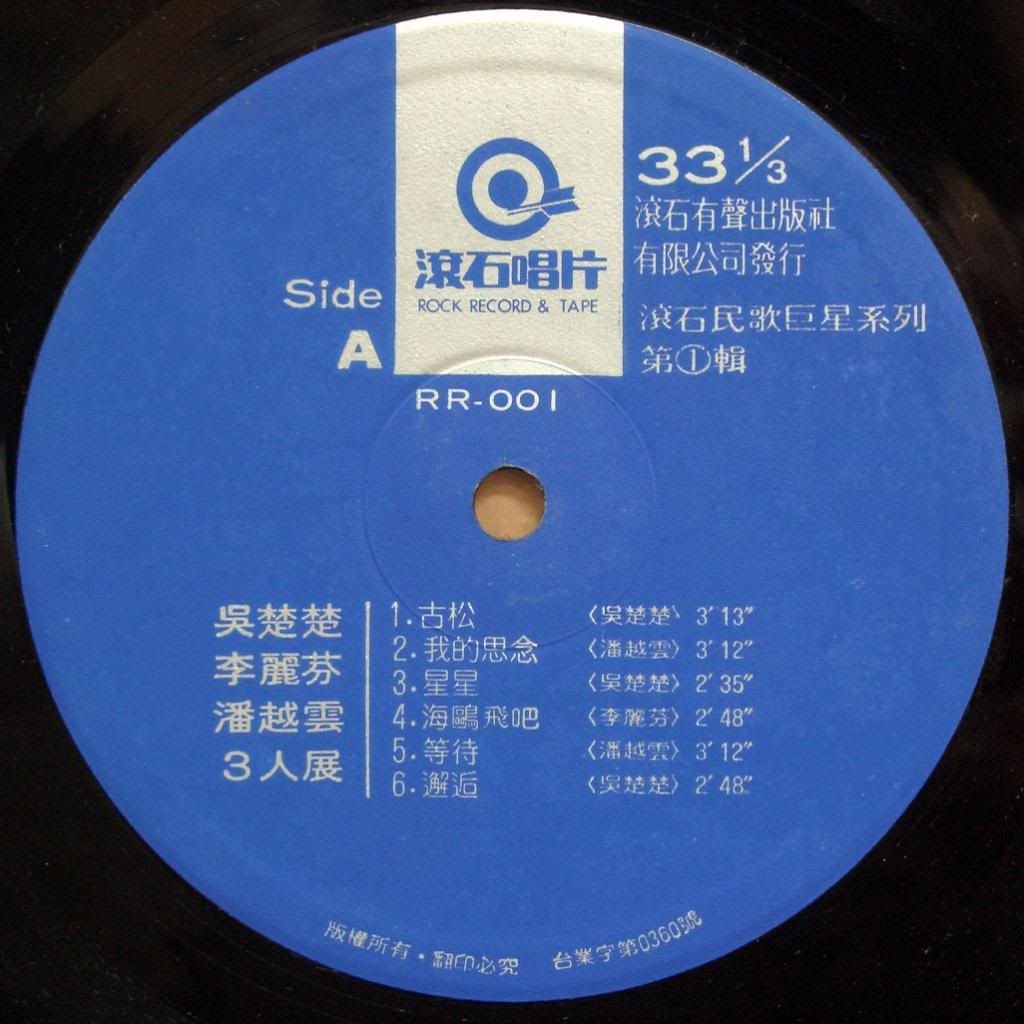 滾石唱片
ROCK RECORD & TAPE
33 1/3
滾石有聲出版社
有限公司發行
滾石民歌巨星系列
第①輯
Side
A
RR-001
吳楚楚
李麗芬
潘越雲
3人展
1.古松 〈吳楚楚〉 3′13″
2.我的思念 〈潘越雲〉 3′12″
3.星星 〈吳楚楚〉 2′35″
4.海鷗飛吧 〈李麗芬〉 2′48″
5.等待 〈潘越雲〉 3′12″
6.邂逅 〈吳楚楚〉 2′48″
版權所有・翻印必究 台業字第03603號